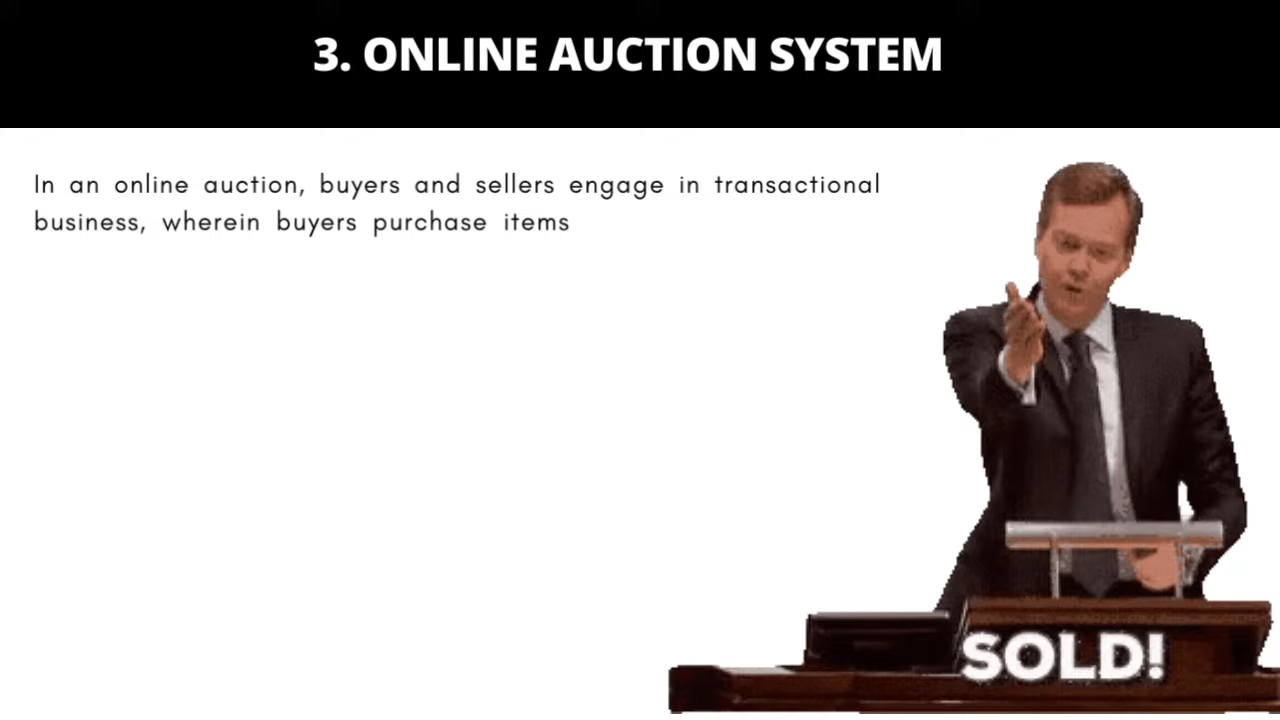 3. ONLINE AUCTION SYSTEM
In an online auction, buyers and sellers engage in transactional
business, wherein buyers purchase items
SOLD!